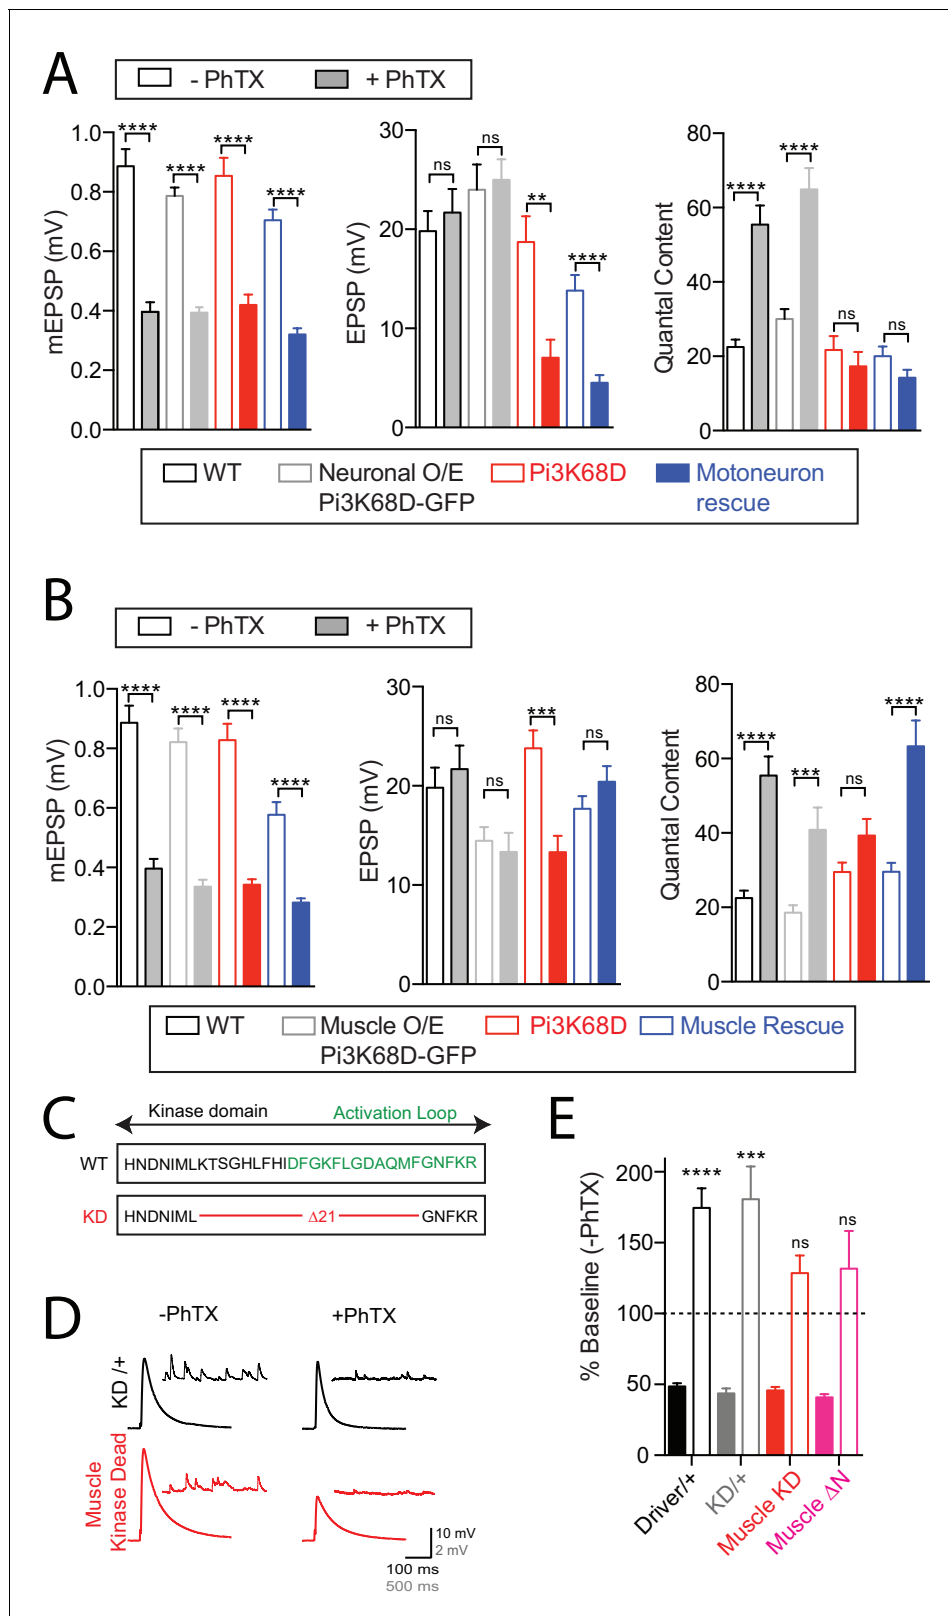 A
- PhTX + PhTX
mEPSP (mV)
1.0
0.8
0.6
0.4
0.2
0.0
**** **** **** ****
EPSP (mV)
30
20
10
0
ns ns ** ****
Quantal Content
80
60
40
20
0
**** **** ns ns
WT Neuronal O/E Pi3K68D Motoneuron
Pi3K68D-GFP rescue
B
- PhTX + PhTX
mEPSP (mV)
1.0
0.8
0.6
0.4
0.2
0.0
**** **** **** ****
EPSP (mV)
30
20
10
0
ns ns *** ns
Quantal Content
80
60
40
20
0
**** *** ns ****
WT Muscle O/E Pi3K68D Muscle Rescue
Pi3K68D-GFP
C
Kinase domain Activation Loop
WT HNDNIMLKTSGHLFHIDFGKFLGDAQMFGNFKR
KD HNDNIML Δ21 GNFKR
D
-PhTX +PhTX
KD /+
Muscle
Kinase Dead
10 mV
2 mV
100 ms
500 ms
E
% Baseline (-PhTX)
200
150
100
50
0
**** *** ns ns
Driver/+ KD/+ Muscle KD Muscle ΔN